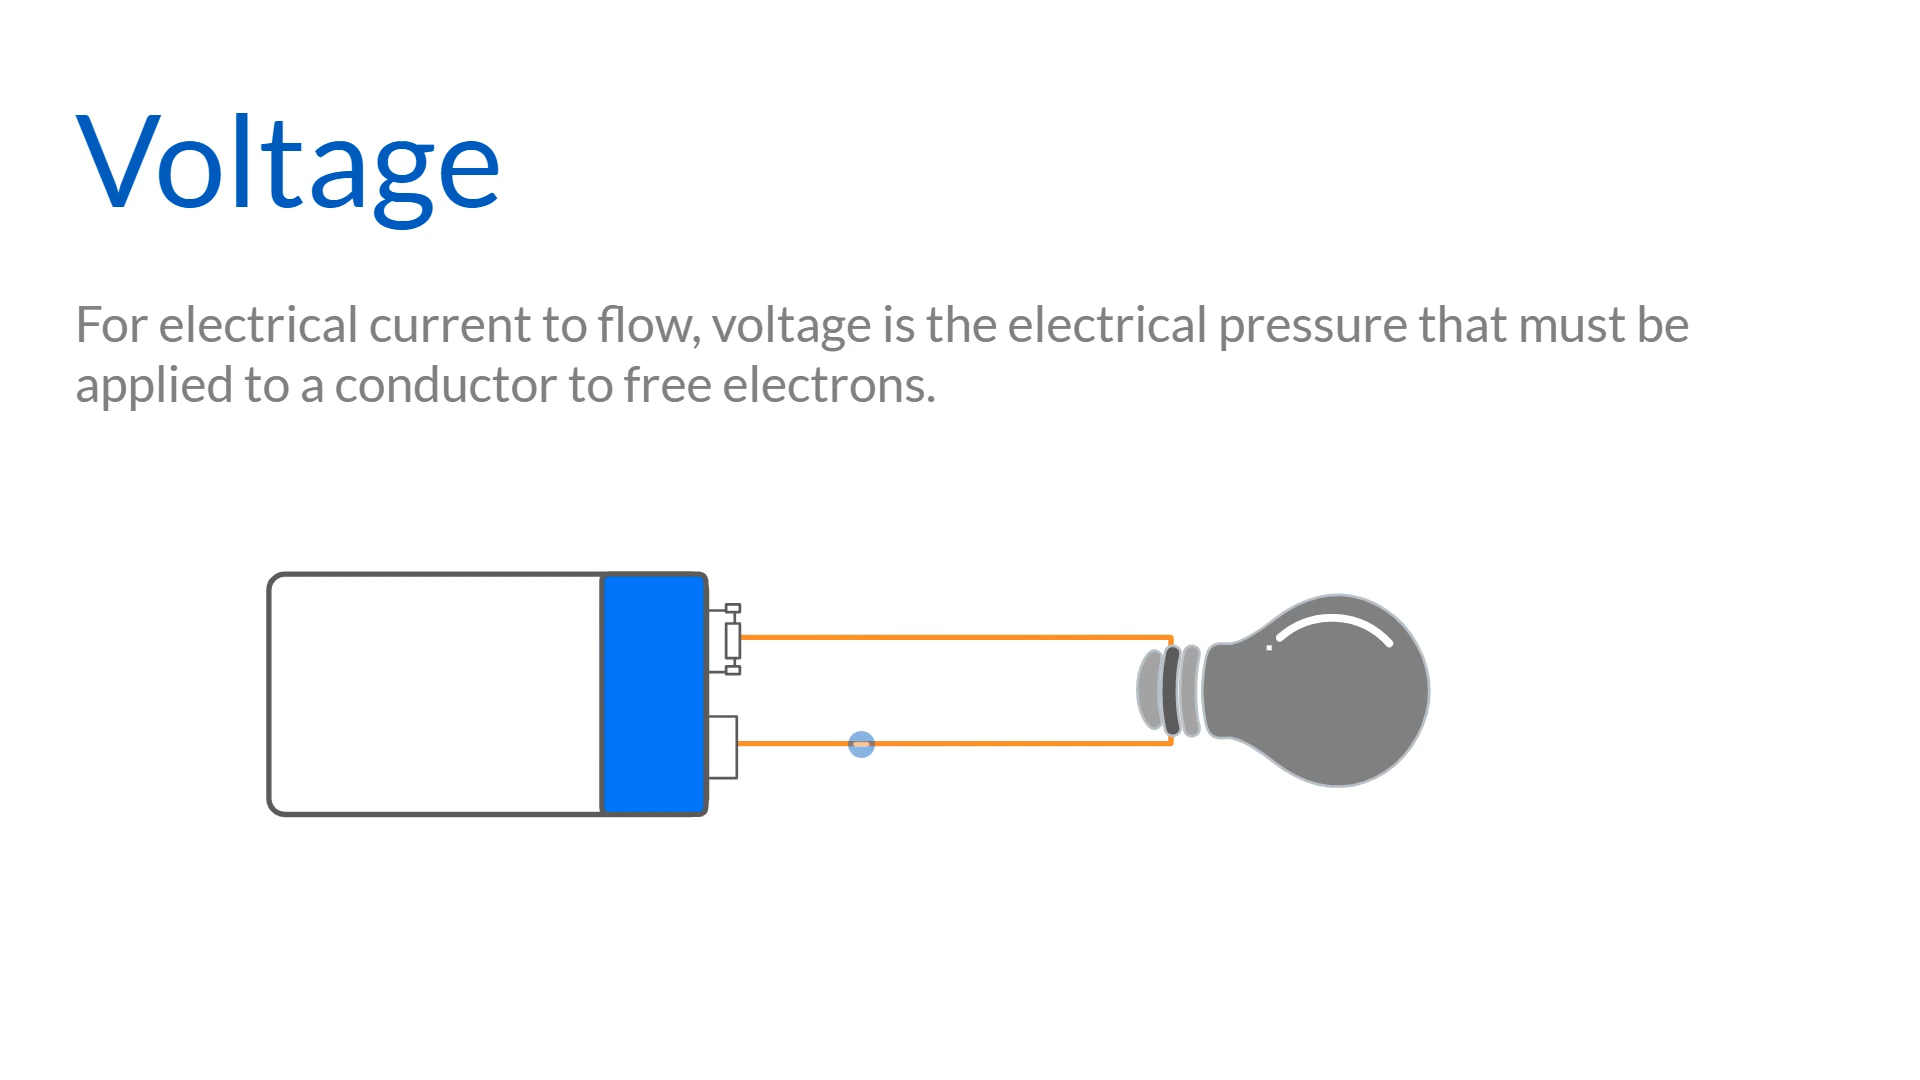 Voltage
For electrical current to flow, voltage is the electrical pressure that must be
applied to a conductor to free electrons.